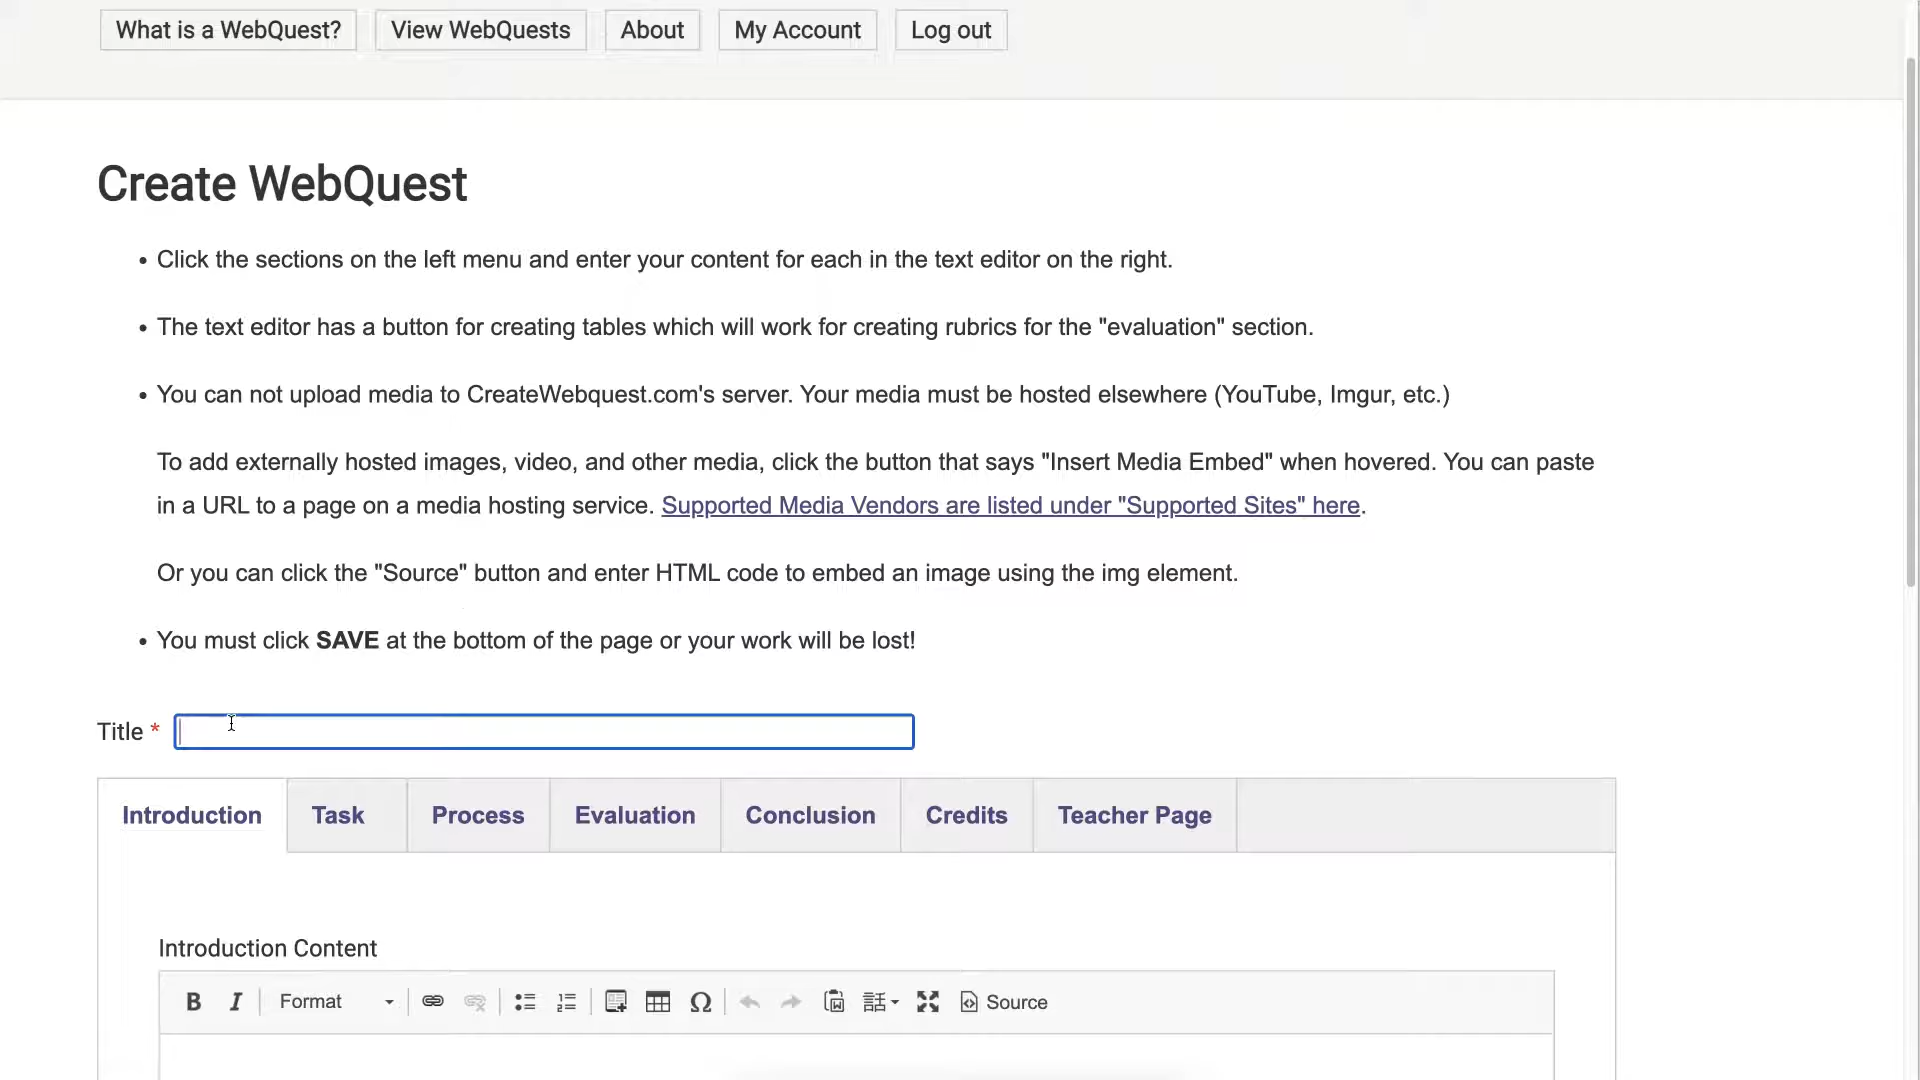 What is a WebQuest? View WebQuests About My Account Log out
Create WebQuest
• Click the sections on the left menu and enter your content for each in the text editor on the right.
• The text editor has a button for creating tables which will work for creating rubrics for the "evaluation" section.
• You can not upload media to CreateWebquest.com's server. Your media must be hosted elsewhere (YouTube, Imgur, etc.)
To add externally hosted images, video, and other media, click the button that says "Insert Media Embed" when hovered. You can paste
in a URL to a page on a media hosting service. Supported Media Vendors are listed under "Supported Sites" here.
Or you can click the "Source" button and enter HTML code to embed an image using the img element.
• You must click SAVE at the bottom of the page or your work will be lost!
Title *
Introduction Task Process Evaluation Conclusion Credits Teacher Page
Introduction Content
B I Format Ω 話 Source